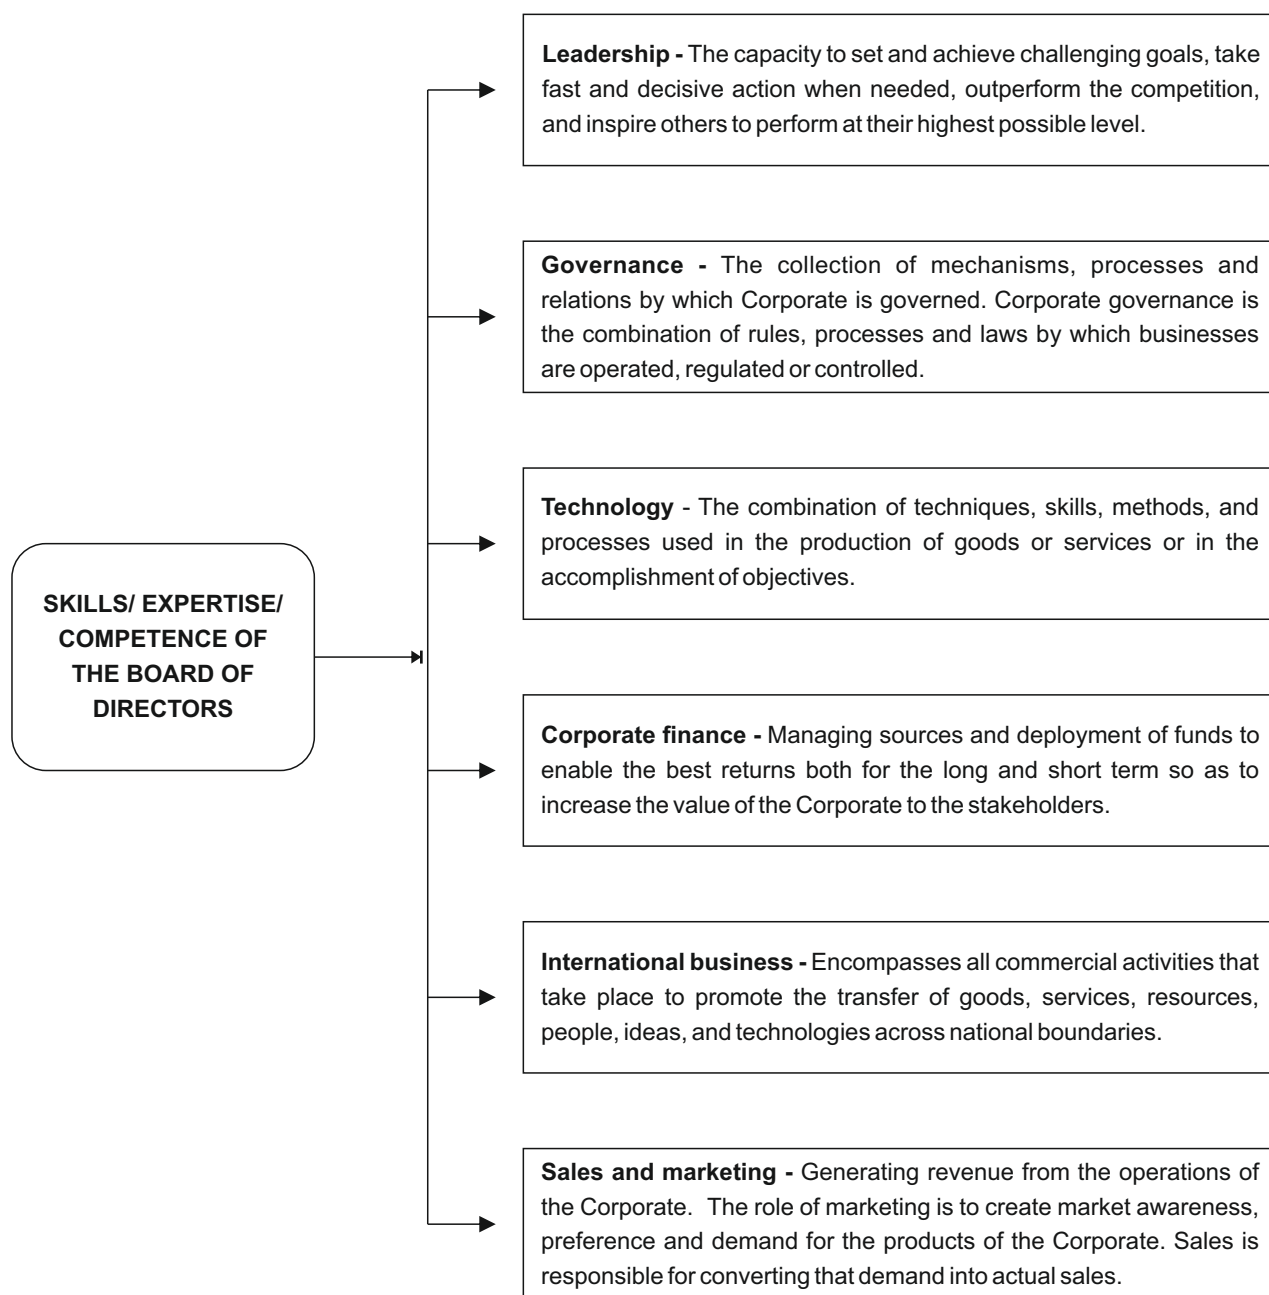 Leadership - The capacity to set and achieve challenging goals, take
fast and decisive action when needed, outperform the competition,
and inspire others to perform at their highest possible level.
Governance - The collection of mechanisms, processes and
relations by which Corporate is governed. Corporate governance is
the combination of rules, processes and laws by which businesses
are operated, regulated or controlled.
Technology - The combination of techniques, skills, methods, and
processes used in the production of goods or services or in the
accomplishment of objectives.
SKILLS/ EXPERTISE/
COMPETENCE OF
THE BOARD OF
DIRECTORS
Corporate finance - Managing sources and deployment of funds to
enable the best returns both for the long and short term so as to
increase the value of the Corporate to the stakeholders.
International business - Encompasses all commercial activities that
take place to promote the transfer of goods, services, resources,
people, ideas, and technologies across national boundaries.
Sales and marketing - Generating revenue from the operations of
the Corporate. The role of marketing is to create market awareness,
preference and demand for the products of the Corporate. Sales is
responsible for converting that demand into actual sales.